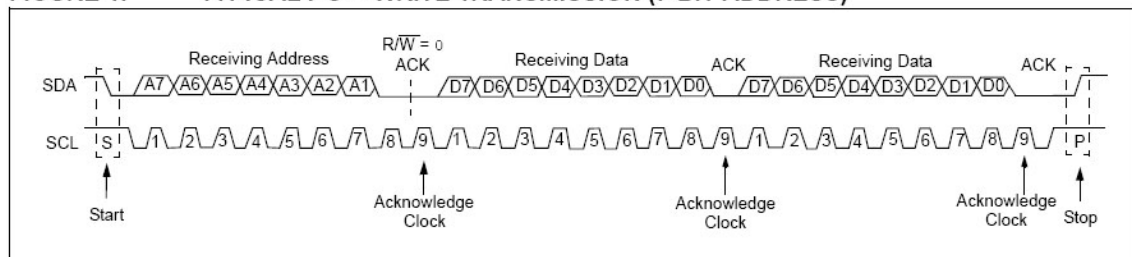 R/W = 0
Receiving Address ACK Receiving Data ACK Receiving Data ACK
SDA A7 A6 A5 A4 A3 A2 A1 D7 D6 D5 D4 D3 D2 D1 D0 D7 D6 D5 D4 D3 D2 D1 D0
SCL S 1 2 3 4 5 6 7 8 9 1 2 3 4 5 6 7 8 9 1 2 3 4 5 6 7 8 9 P
Start Acknowledge Acknowledge Acknowledge Stop
Clock Clock Clock